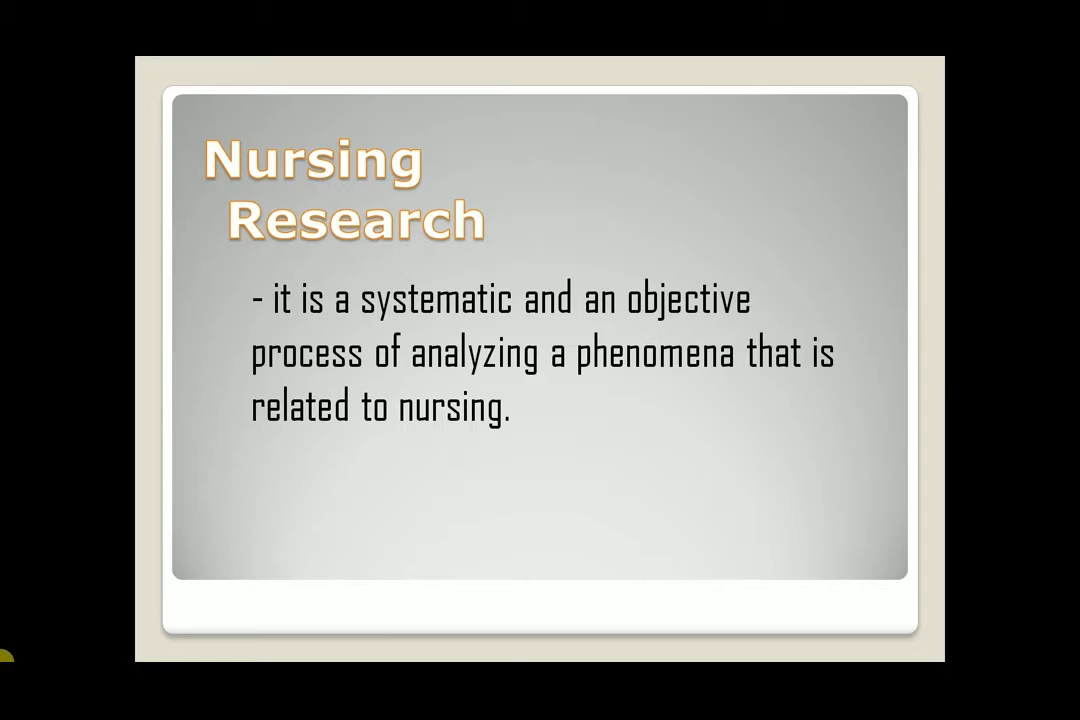 Nursing
Research
- it is a systematic and an objective
process of analyzing a phenomena that is
related to nursing.